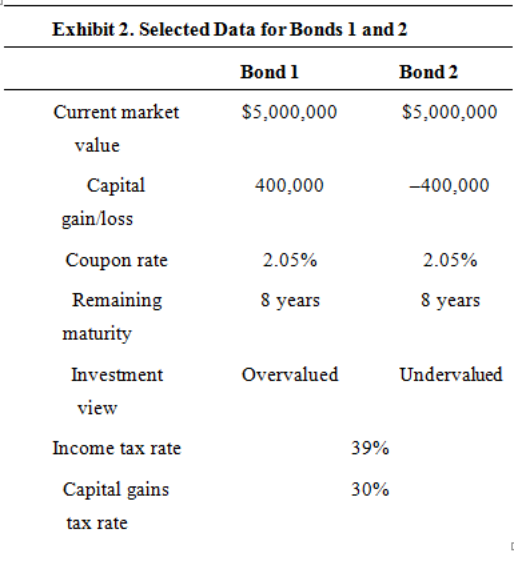 Exhibit 2. Selected Data for Bonds 1 and 2
Bond 1 Bond 2
Current market $5,000,000 $5,000,000
value
Capital 400,000 –400,000
gain/loss
Coupon rate 2.05% 2.05%
Remaining 8 years 8 years
maturity
Investment Overvalued Undervalued
view
Income tax rate 39%
Capital gains 30%
tax rate